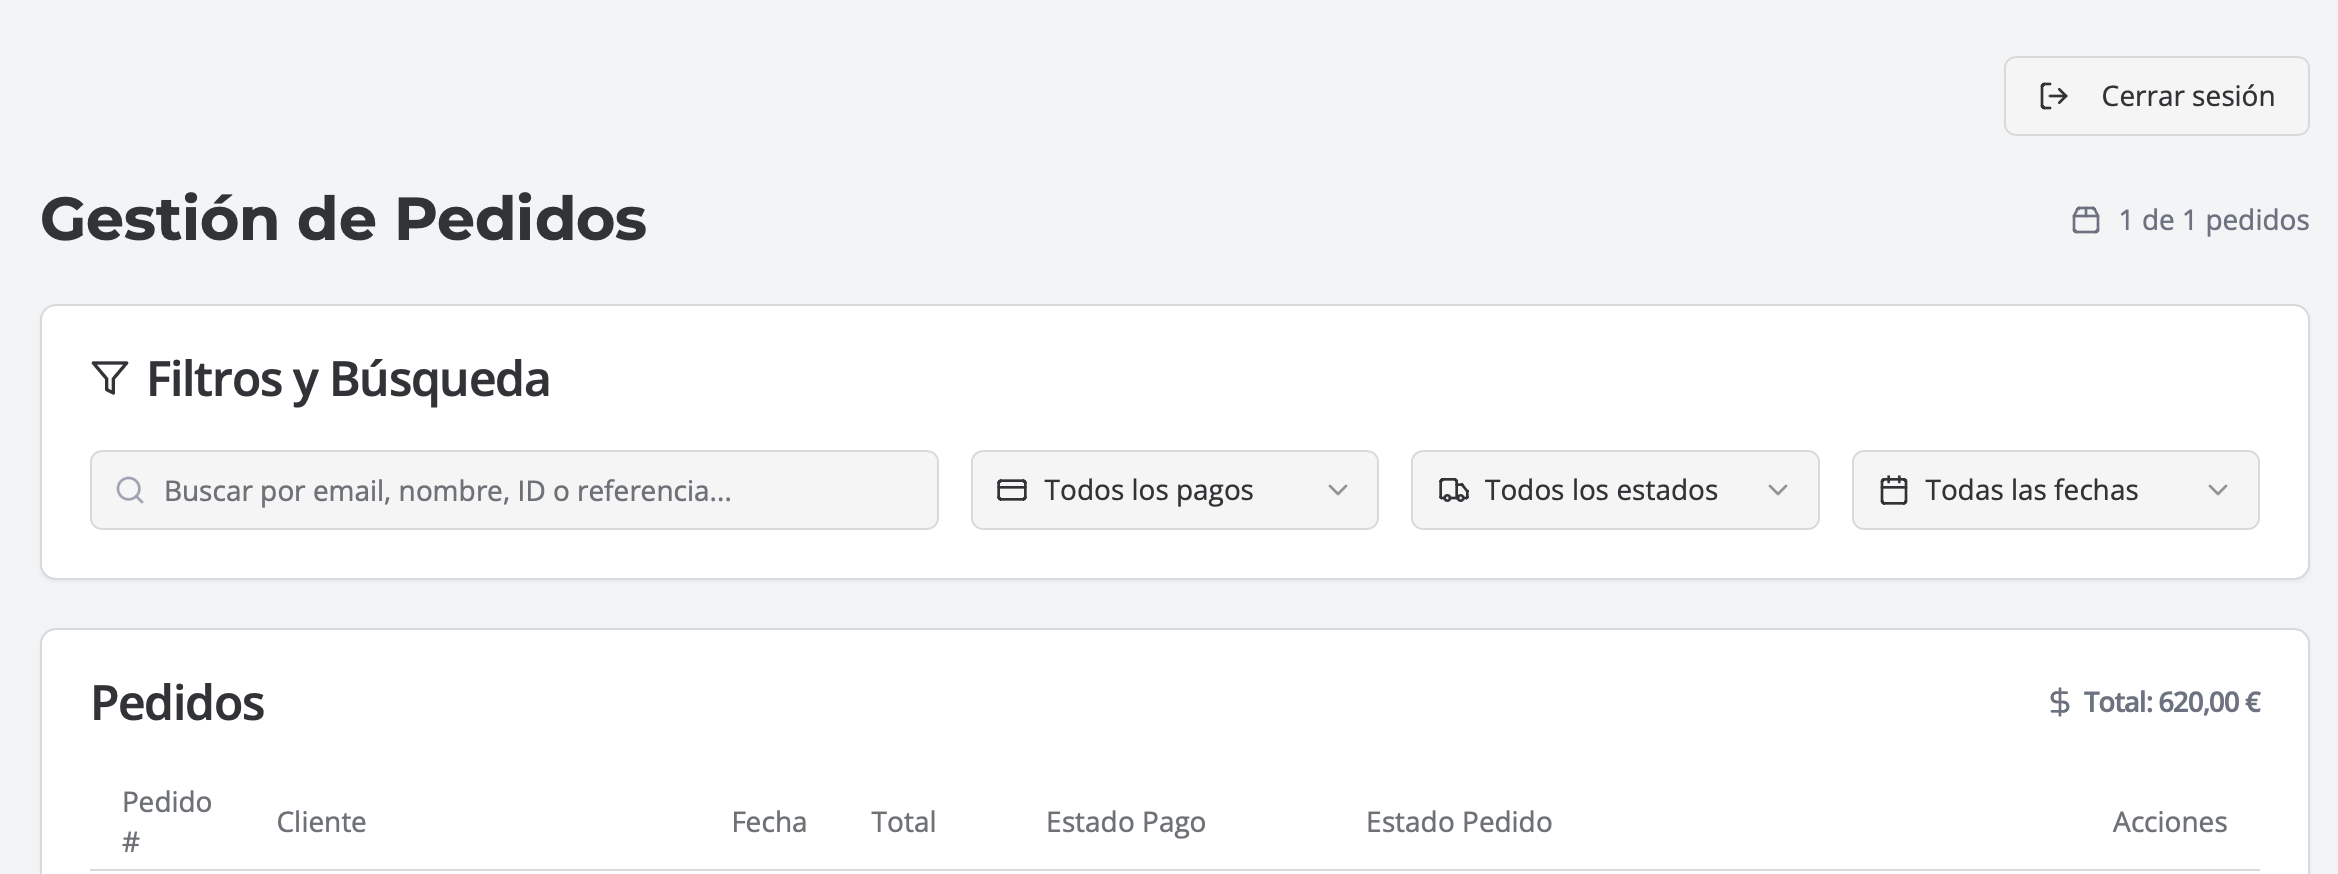 Cerrar sesión
Gestión de Pedidos
1 de 1 pedidos
Filtros y Búsqueda
Buscar por email, nombre, ID o referencia...
Todos los pagos
Todos los estados
Todas las fechas
Pedidos
$ Total: 620,00 €
Pedido #
Cliente
Fecha
Total
Estado Pago
Estado Pedido
Acciones